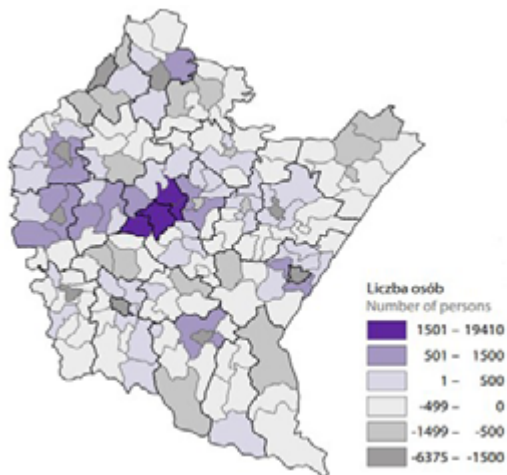 Liczba osób
Number of persons
1501 – 19410
501 – 1500
1 – 500
-499 – 0
-1499 – -500
-6375 – -1500